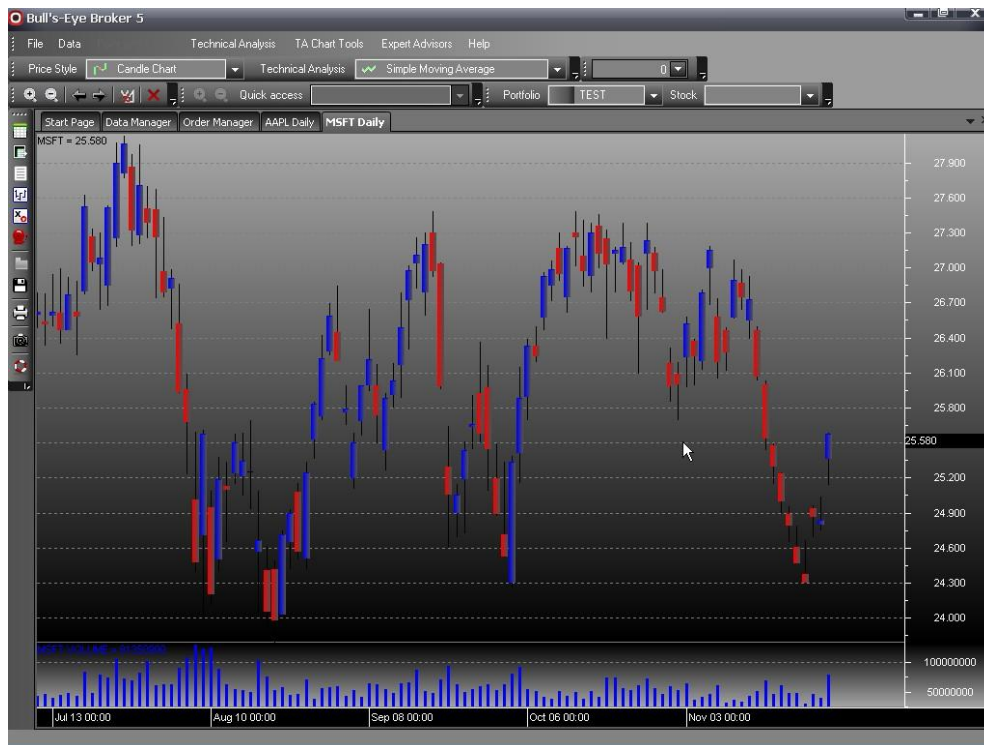 Bull's-Eye Broker 5
File Data Technical Analysis TA Chart Tools Expert Advisors Help
Price Style Candle Chart Technical Analysis Simple Moving Average 0
Quick access Portfolio TEST Stock
Start Page Data Manager Order Manager AAPL Daily MSFT Daily
MSFT = 25.580
27.900
27.600
27.300
27.000
26.700
26.400
26.100
25.800
25.580
25.200
24.900
24.600
24.300
24.000
MSFT VOLUME =
100000000
50000000
Jul 13 00:00 Aug 10 00:00 Sep 08 00:00 Oct 06 00:00 Nov 03 00:00